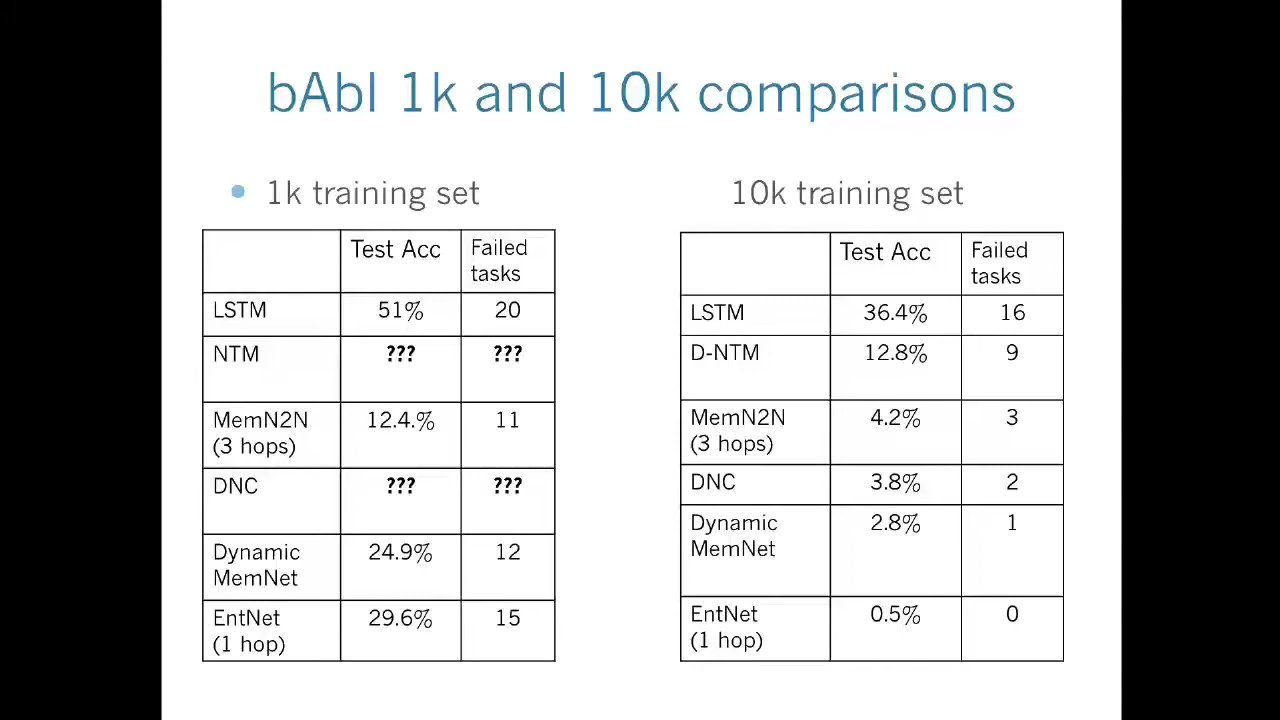 bAbI 1k and 10k comparisons
• 1k training set
Test Acc Failed tasks
LSTM 51% 20
NTM ??? ???
MemN2N (3 hops) 12.4.% 11
DNC ??? ???
Dynamic MemNet 24.9% 12
EntNet (1 hop) 29.6% 15
10k training set
Test Acc Failed tasks
LSTM 36.4% 16
D-NTM 12.8% 9
MemN2N (3 hops) 4.2% 3
DNC 3.8% 2
Dynamic MemNet 2.8% 1
EntNet (1 hop) 0.5% 0